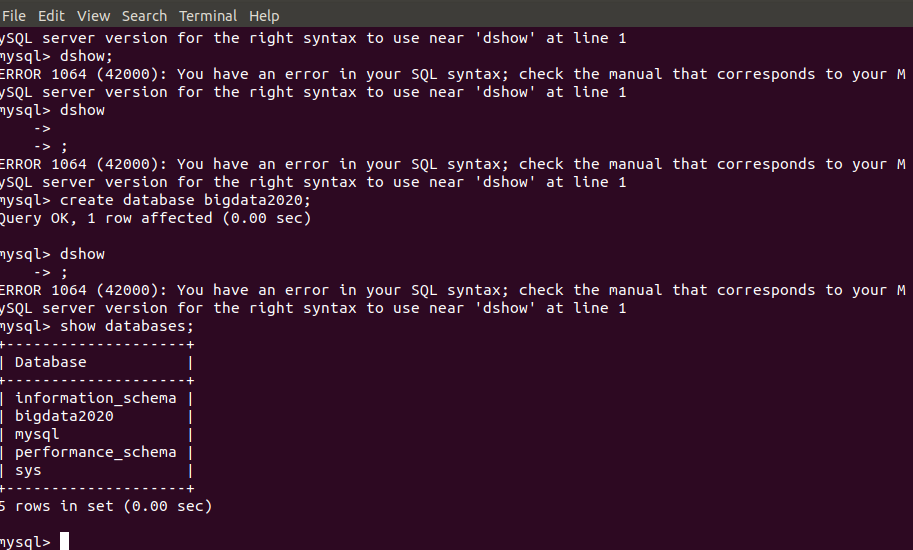 File Edit View Search Terminal Help
ySQL server version for the right syntax to use near 'dshow' at line 1
mysql> dshow;
ERROR 1064 (42000): You have an error in your SQL syntax; check the manual that corresponds to your M
ySQL server version for the right syntax to use near 'dshow' at line 1
mysql> dshow
    ->
    -> ;
ERROR 1064 (42000): You have an error in your SQL syntax; check the manual that corresponds to your M
ySQL server version for the right syntax to use near 'dshow' at line 1
mysql> create database bigdata2020;
Query OK, 1 row affected (0.00 sec)

mysql> dshow
    -> ;
ERROR 1064 (42000): You have an error in your SQL syntax; check the manual that corresponds to your M
ySQL server version for the right syntax to use near 'dshow' at line 1
mysql> show databases;
+--------------------+
| Database           |
+--------------------+
| information_schema |
| bigdata2020        |
| mysql              |
| performance_schema |
| sys                |
+--------------------+
5 rows in set (0.00 sec)

mysql>